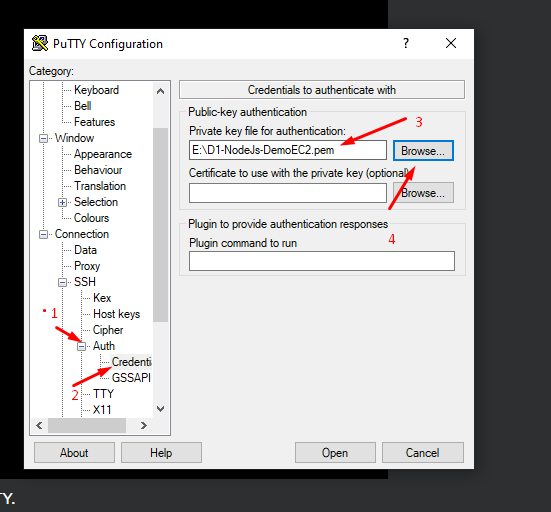 PuTTY Configuration
?
Category:
Keyboard
Bell
Features
Window
Appearance
Behaviour
Translation
Selection
Colours
Connection
Data
Proxy
SSH
Kex
Host keys
Cipher
Auth
Credenti
GSSAPI
TTY
X11
1
2
Credentials to authenticate with
Public-key authentication
3
Private key file for authentication:
E:\D1-NodeJs-DemoEC2.pem
Browse...
Certificate to use with the private key (optional)
Browse...
4
Plugin to provide authentication responses
Plugin command to run
About
Help
Open
Cancel
TY.